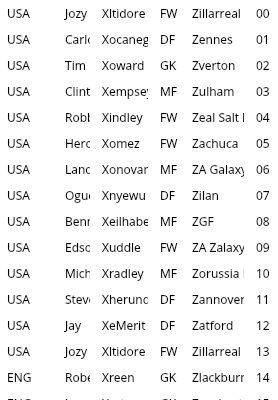 USA Jozy Xltidore FW Zillarreal 00
USA Carlo Xocaneg DF Zennes 01
USA Tim Xoward GK Zverton 02
USA Clint Xempsey MF Zulham 03
USA Robb Xindley FW Zeal Salt 04
USA Herc Xomez FW Zachuca 05
USA Lanc Xonovar MF ZA Galaxy 06
USA Ogu Xnyewu DF Zilan 07
USA Benn Xeilhabe MF ZGF 08
USA Edsc Xuddle FW ZA Zalaxy 09
USA Mich Xradley MF Zorussia 10
USA Steve Xherund DF Zannover 11
USA Jay XeMerit DF Zatford 12
USA Jozy Xltidore FW Zillarreal 13
ENG Robe Xreen GK Zlackburr 14